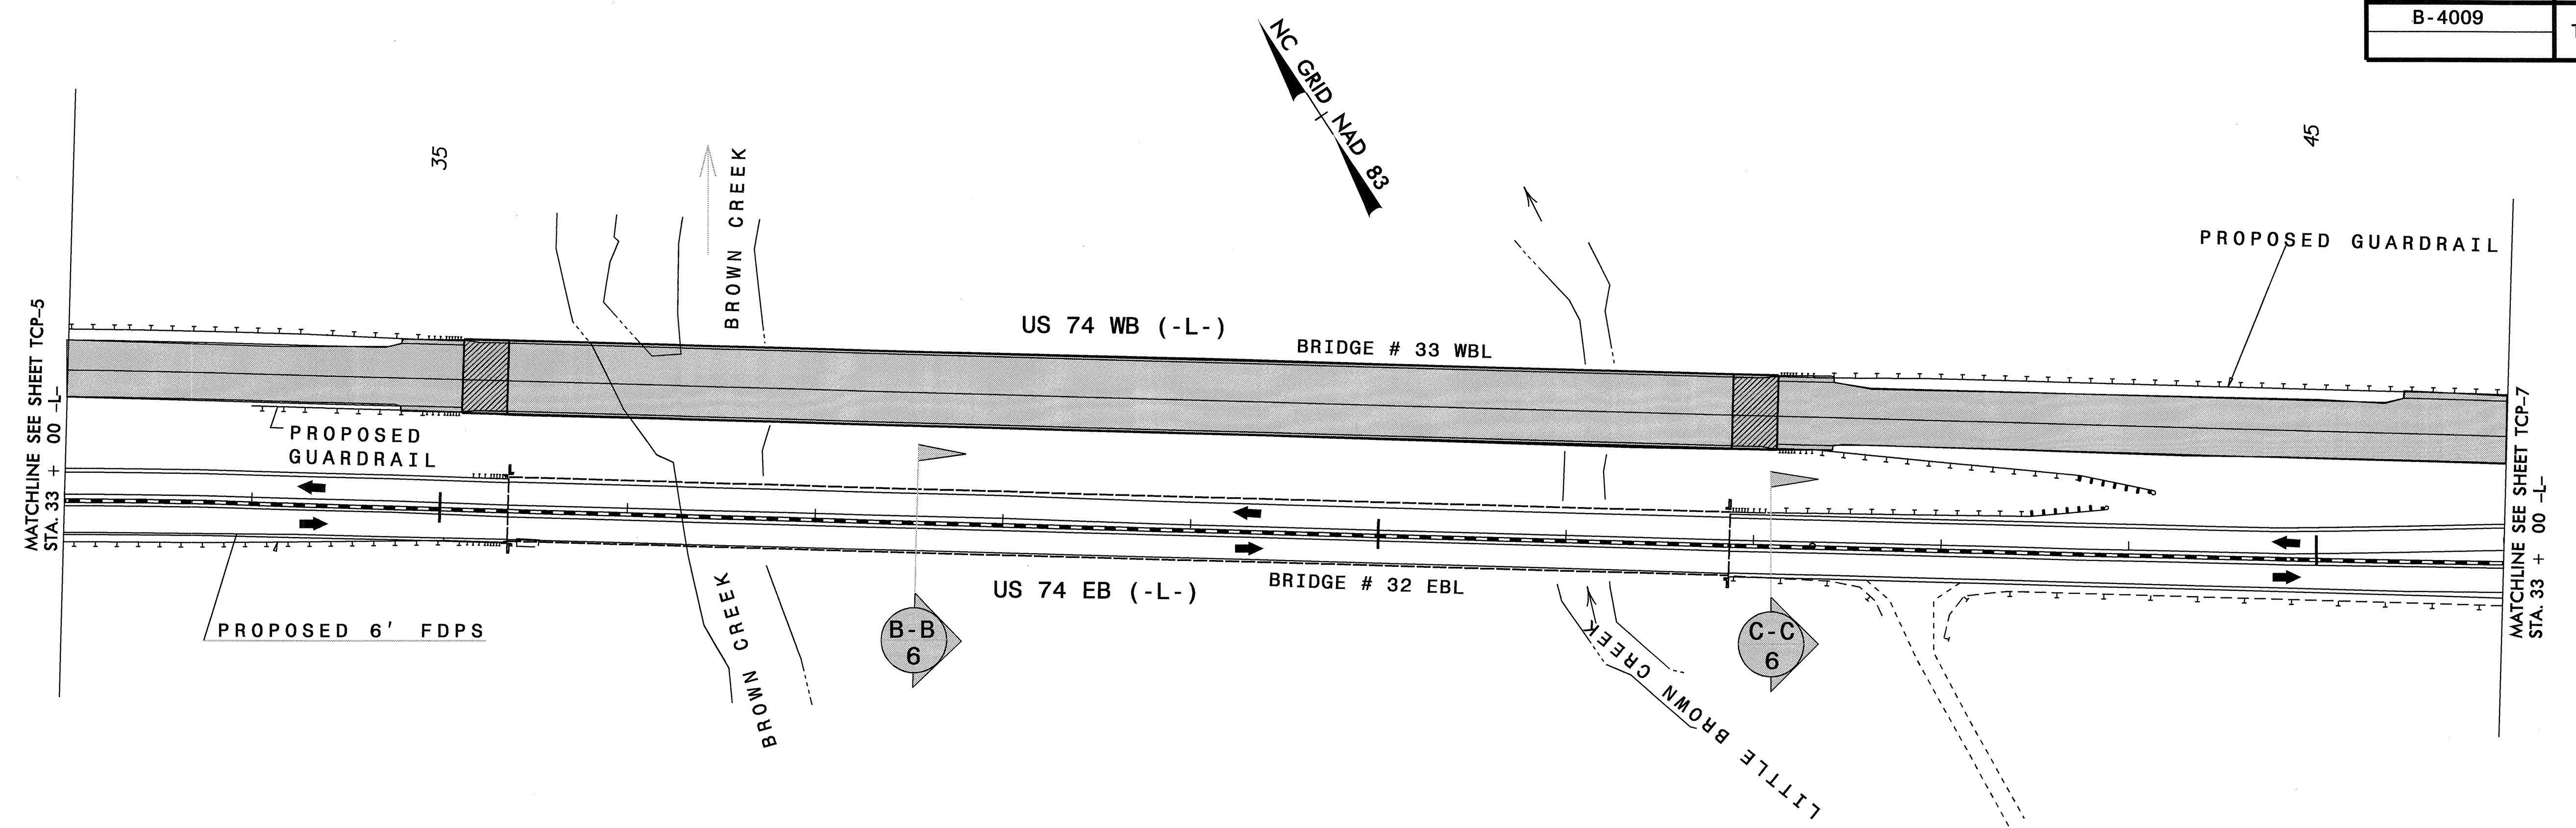 B-4009
NC GRID NAD 83
35
45
BROWN CREEK
PROPOSED GUARDRAIL
MATCHLINE SEE SHEET TCP-5
STA. 33 + 00 -L-
US 74 WB (-L-)
BRIDGE # 33 WBL
PROPOSED
GUARDRAIL
MATCHLINE SEE SHEET TCP-7
STA. 33 + 00 -L-
US 74 EB (-L-)
BRIDGE # 32 EBL
PROPOSED 6' FDPS
BROWN CREEK
B-B
6
C-C
6
LITTLE BROWN CREEK